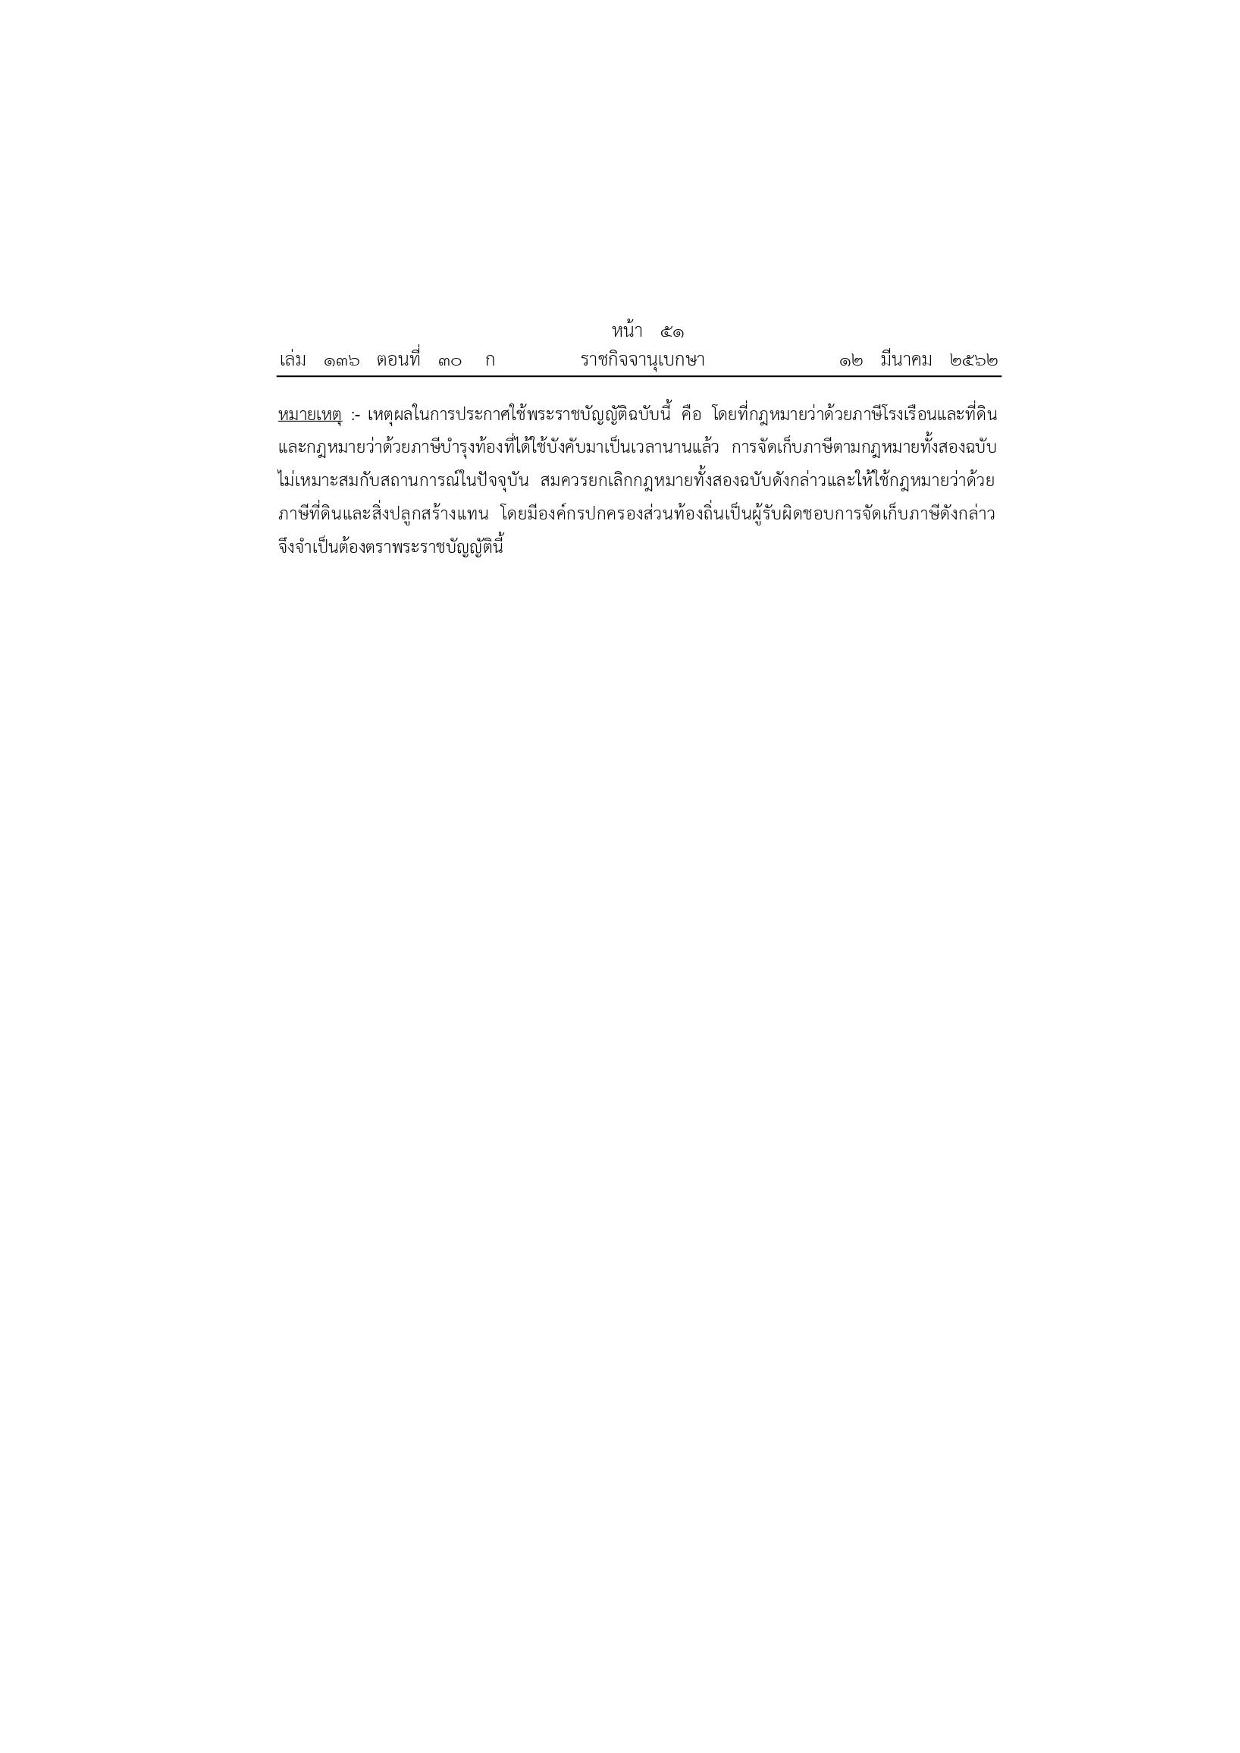 หน้า ๕๑
เล่ม ๑๓๖ ตอนที่ ๓๐ ก ราชกิจจานุเบกษา ๑๒ มีนาคม ๒๕๖๒
หมายเหตุ :- เหตุผลในการประกาศใช้พระราชบัญญัติฉบับนี้ คือ โดยที่กฎหมายว่าด้วยภาษีโรงเรือนและที่ดิน
และกฎหมายว่าด้วยภาษีบำรุงท้องที่ได้ใช้บังคับมาเป็นเวลานานแล้ว การจัดเก็บภาษีตามกฎหมายทั้งสองฉบับ
ไม่เหมาะสมกับสถานการณ์ในปัจจุบัน สมควรยกเลิกกฎหมายทั้งสองฉบับดังกล่าวและให้ใช้กฎหมายว่าด้วย
ภาษีที่ดินและสิ่งปลูกสร้างแทน โดยมีองค์กรปกครองส่วนท้องถิ่นเป็นผู้รับผิดชอบการจัดเก็บภาษีดังกล่าว
จึงจำเป็นต้องตราพระราชบัญญัตินี้